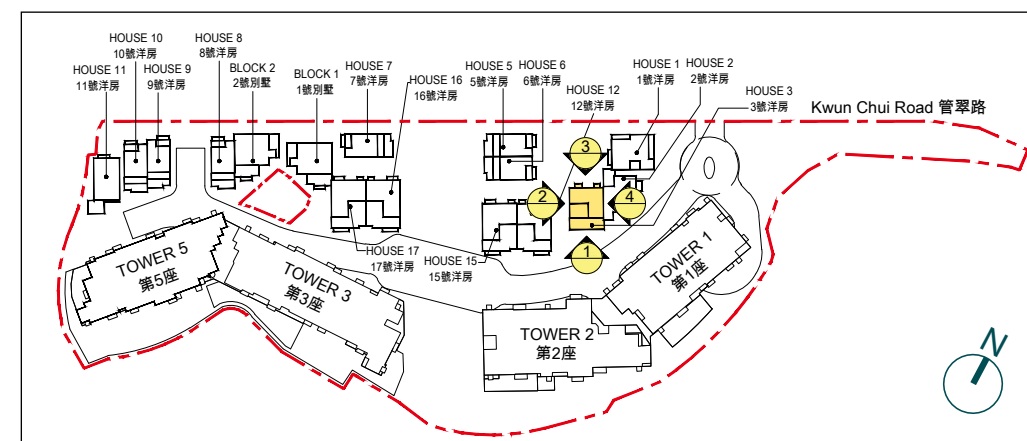 HOUSE 10
10號洋房
HOUSE 8
8號洋房
HOUSE 11
11號洋房
HOUSE 9
9號洋房
BLOCK 2
2號別墅
BLOCK 1
1號別墅
HOUSE 7
7號洋房
HOUSE 16
16號洋房
HOUSE 5
5號洋房
HOUSE 6
6號洋房
HOUSE 12
12號洋房
HOUSE 1
1號洋房
HOUSE 2
2號洋房
HOUSE 3
3號洋房
Kwun Chui Road 管翠路
3
2
4
1
HOUSE 17
17號洋房
HOUSE 15
15號洋房
TOWER 5
第5座
TOWER 3
第3座
TOWER 2
第2座
TOWER 1
第1座
N